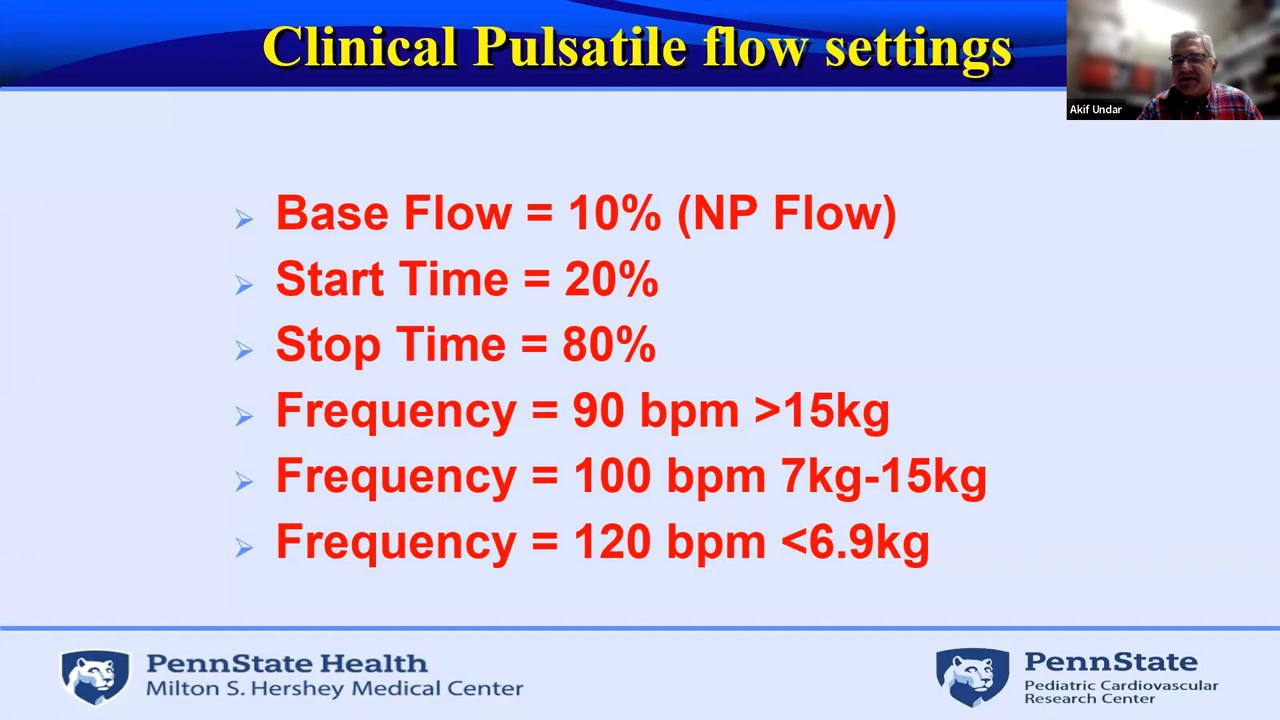 Clinical Pulsatile flow settings
Akif Undar
Base Flow = 10% (NP Flow)
Start Time = 20%
Stop Time = 80%
Frequency = 90 bpm >15kg
Frequency = 100 bpm 7kg-15kg
Frequency = 120 bpm <6.9kg
PennState Health
Milton S. Hershey Medical Center
PennState
Pediatric Cardiovascular
Research Center